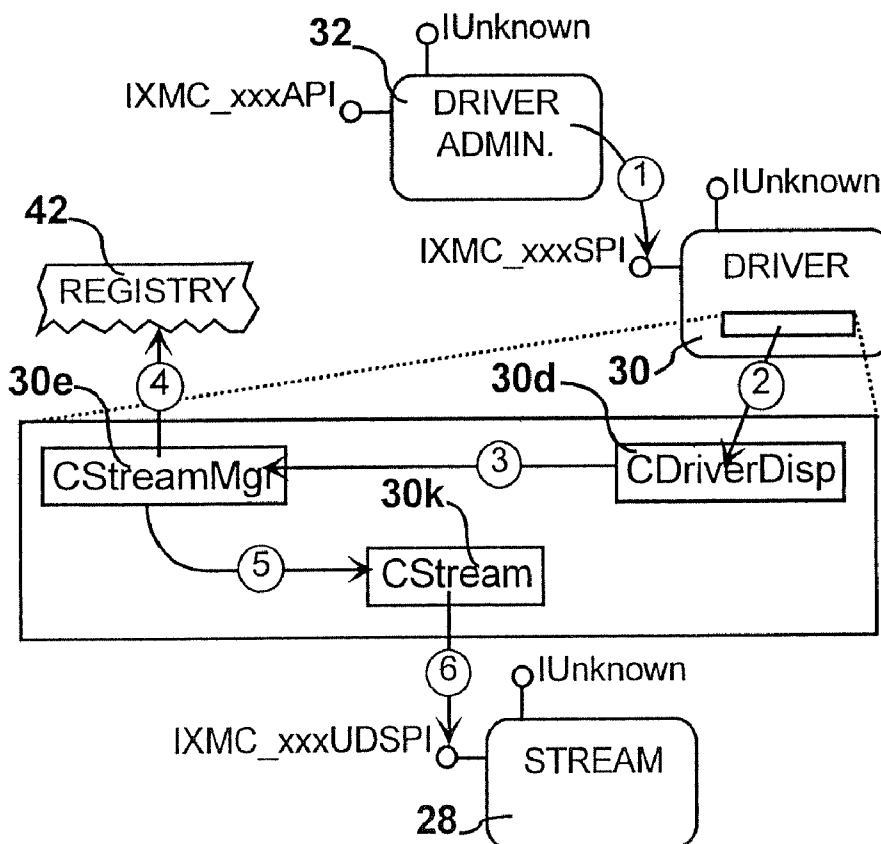 32
IUnknown
IXMC_xxxAPI
DRIVER
ADMIN.
1
IUnknown
42
IXMC_xxxSPI
DRIVER
REGISTRY
30e
4
30d
30
2
CStreamMgr
3
CDriverDisp
30k
5
CStream
6
IUnknown
IXMC_xxxUDSPI
STREAM
28